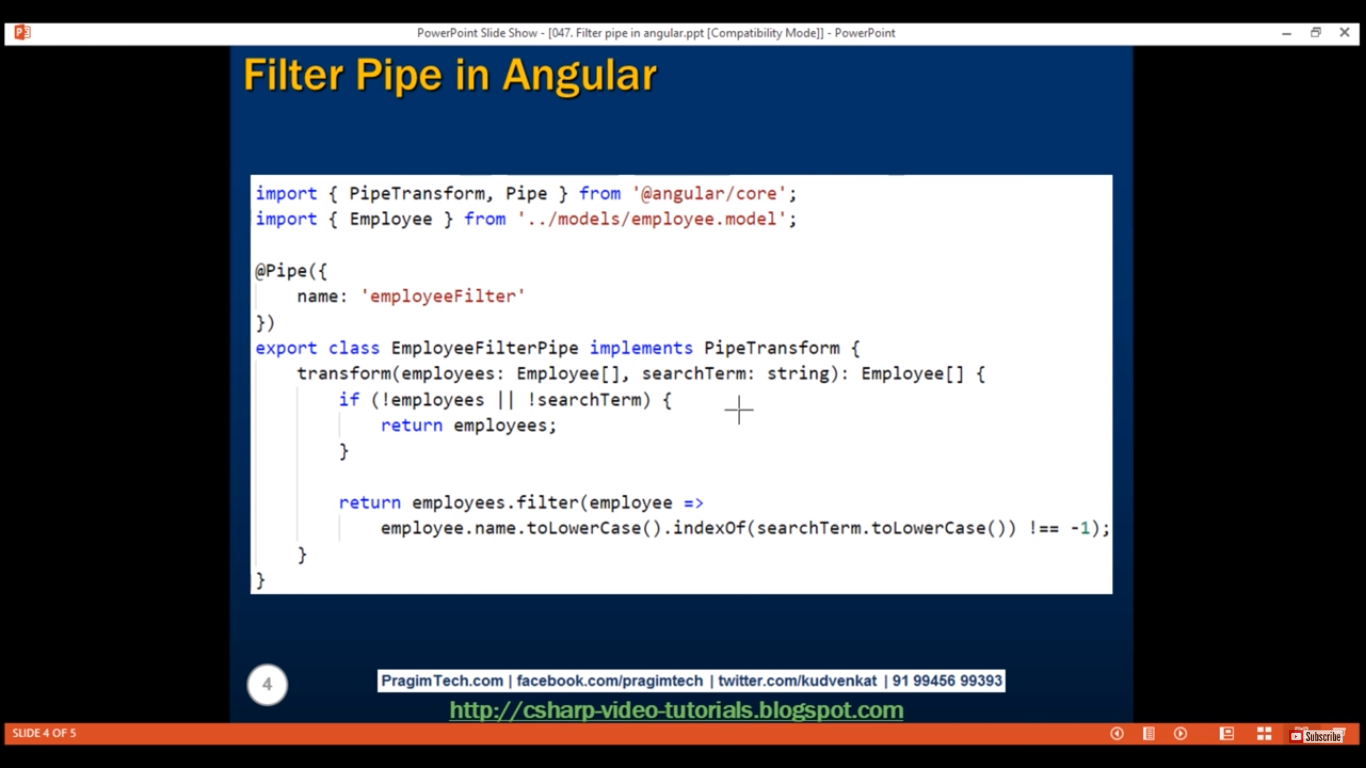 PowerPoint Slide Show - [047. Filter pipe in angular.ppt [Compatibility Mode]] - PowerPoint
Filter Pipe in Angular
import { PipeTransform, Pipe } from '@angular/core';
import { Employee } from '../models/employee.model';
@Pipe({
    name: 'employeeFilter'
})
export class EmployeeFilterPipe implements PipeTransform {
    transform(employees: Employee[], searchTerm: string): Employee[] {
        if (!employees || !searchTerm) {
            return employees;
        }
        return employees.filter(employee =>
            employee.name.toLowerCase().indexOf(searchTerm.toLowerCase()) !== -1);
    }
}
4
PragimTech.com | facebook.com/pragimtech | twitter.com/kudvenkat | 91 99456 99393
http://csharp-video-tutorials.blogspot.com
SLIDE 4 OF 5
Subscribe